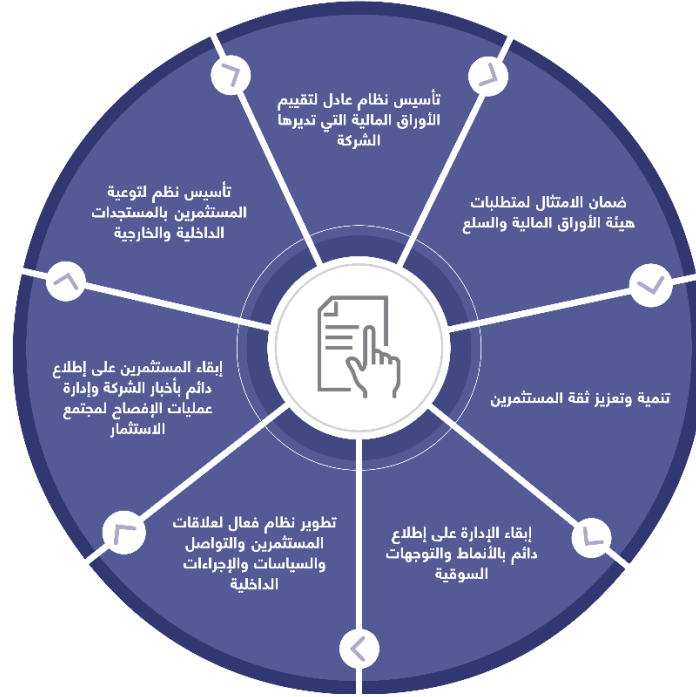 تأسيس نظام عادل لتقييم
الأوراق المالية التي تديرها
الشركة
ضمان الامتثال لمتطلبات
هيئة الأوراق المالية والسلع
تنمية وتعزيز ثقة المستثمرين
إبقاء الإدارة على إطلاع
دائم بالأنماط والتوجهات
السوقية
تطوير نظام فعال لعلاقات
المستثمرين والتواصل
والسياسات والإجراءات
الداخلية
إبقاء المستثمرين على إطلاع
دائم بأخبار الشركة وإدارة
عمليات الإفصاح لمجتمع
الاستثمار
تأسيس نظم لتوعية
المستثمرين بالمستجدات
الداخلية والخارجية